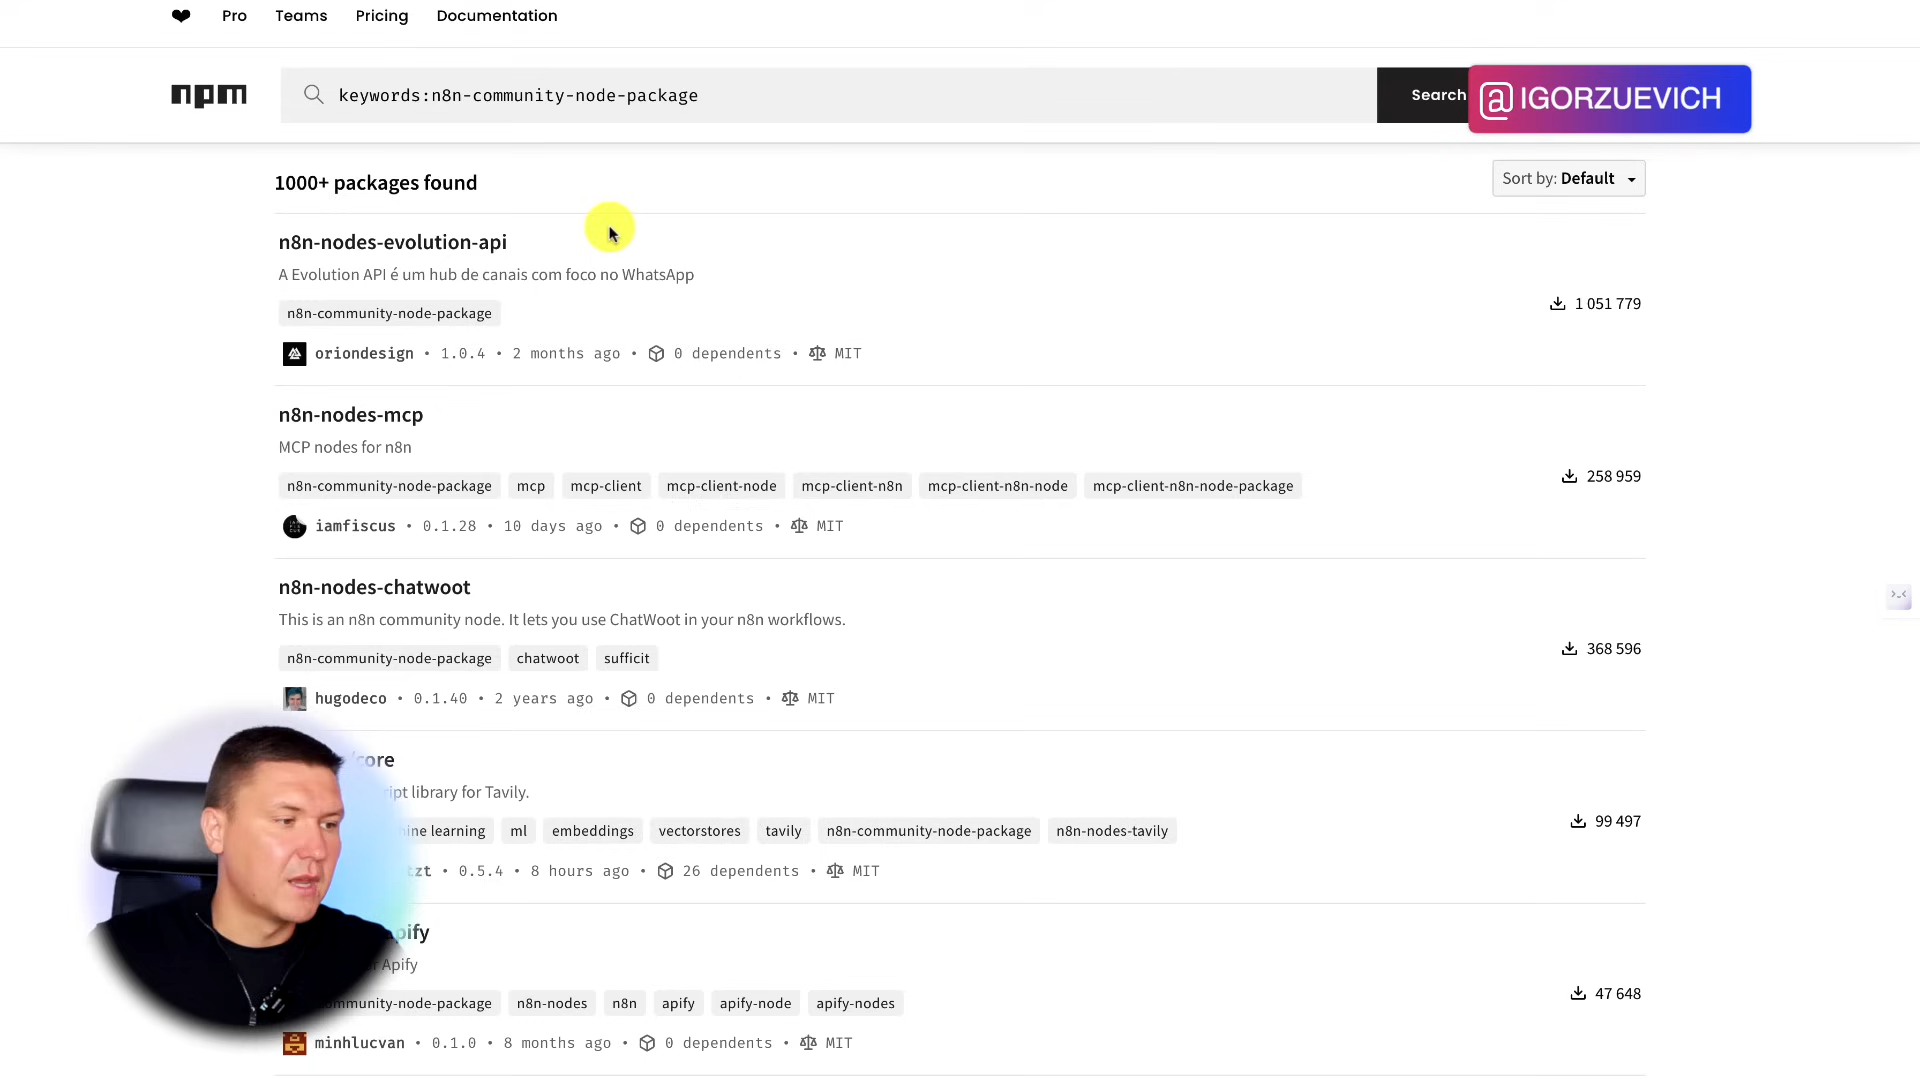 ❤ Pro Teams Pricing Documentation
npm keywords:n8n-community-node-package Search @IGORZUEVICH
1000+ packages found Sort by: Default
n8n-nodes-evolution-api
A Evolution API é um hub de canais com foco no WhatsApp
n8n-community-node-package 1 051 779
oriondesign • 1.0.4 • 2 months ago • 0 dependents • MIT
n8n-nodes-mcp
MCP nodes for n8n
n8n-community-node-package mcp mcp-client mcp-client-node mcp-client-n8n mcp-client-n8n-node mcp-client-n8n-node-package 258 959
iamfiscus • 0.1.28 • 10 days ago • 0 dependents • MIT
n8n-nodes-chatwoot
This is an n8n community node. It lets you use ChatWoot in your n8n workflows.
n8n-community-node-package chatwoot sufficit 368 596
hugodeco • 0.1.40 • 2 years ago • 0 dependents • MIT
/core
library for Tavily.
learning ml embeddings vectorstores tavily n8n-community-node-package n8n-nodes-tavily 99 497
• 0.5.4 • 8 hours ago • 26 dependents • MIT
Apify
community-node-package n8n-nodes n8n apify apify-node apify-nodes 47 648
minhlucvan • 0.1.0 • 8 months ago • 0 dependents • MIT